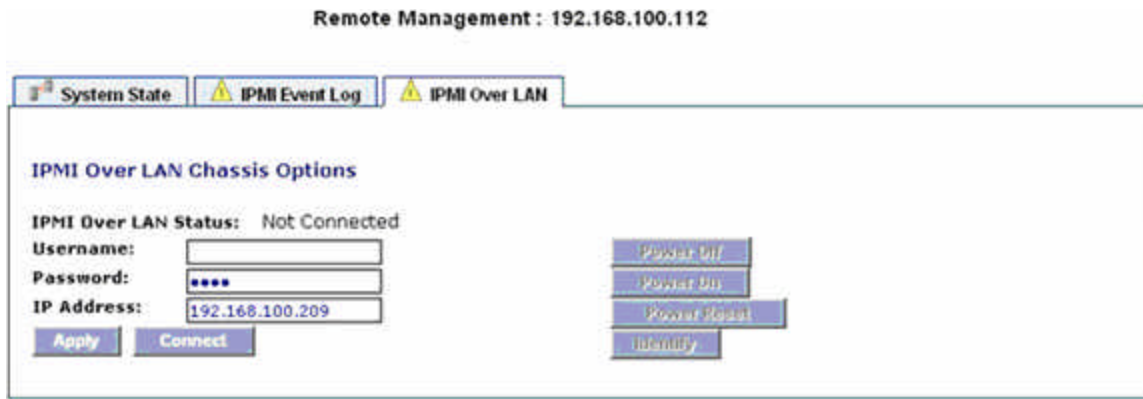 Remote Management : 192.168.100.112
System State
IPMI Event Log
IPMI Over LAN
IPMI Over LAN Chassis Options
IPMI Over LAN Status: Not Connected
Username:
Power Off
Password: ••••
Power On
IP Address: 192.168.100.209
Power Reset
Apply Connect
Identify